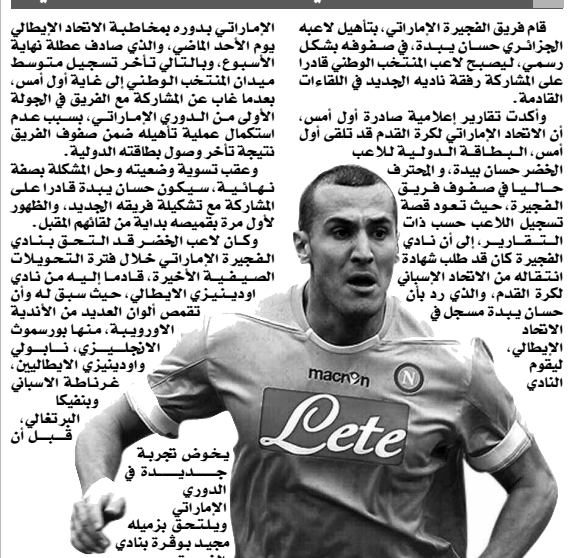 قام فريق الفجيرة الإماراتي، بتأهيل لاعبه
الجزائري حسان يبدة، في صفوفه بشكل
رسمي، ليصبح لاعب المنتخب الوطني قادرا
على المشاركة رفقة ناديه الجديد في اللقاءات
القادمة.
وأكدت تقارير إعلامية صادرة أول أمس،
أن الاتحاد الإماراتي لكرة القدم قد تلقى أول
أمس، البطاقة الدولية للاعب
الخضر حسان يبدة، والمحترف
حاليا في صفوف فريق
الفجيرة، حيث تعود قصة
تسجيل اللاعب حسب ذات
التقارير، إلى أن نادي
الفجيرة كان قد طلب شهادة
انتقاله من الاتحاد الإسباني
لكرة القدم، والذي رد بأن
حسان يبدة مسجل في
الاتحاد
الإيطالي،
ليقوم
النادي
الإماراتي بدوره بمخاطبة الاتحاد الإيطالي
يوم الأحد الماضي، والذي صادف عطلة نهاية
الأسبوع، وبالتالي تأخر تسجيل متوسط
ميدان المنتخب الوطني إلى غاية أول أمس،
بعدما غاب عن المشاركة مع الفريق في الجولة
الأولى من الدوري الإماراتي، بسبب عدم
استكمال عملية تأهيله ضمن صفوف الفريق
نتيجة تأخر وصول بطاقته الدولية.
وعقب تسوية وضعيته وحل المشكلة بصفة
نهائية، سيكون حسان يبدة قادرا على
المشاركة مع تشكيلة فريقه الجديد، والظهور
لأول مرة بقميصه بداية من لقائهم المقبل.
وكان لاعب الخضر قد التحق بنادي
الفجيرة الإماراتي خلال فترة التحويلات
الصيفية الأخيرة، قادما إليه من نادي
اودينيزي الايطالي، حيث سبق له وأن
تقمص ألوان العديد من الأندية
الاوروبية، منها بورسموث
الانجليزي، نابولي
واودينيزي الايطاليين،
غرناطة الاسباني
وبنفيكا
البرتغالي،
قبل أن
يخوض تجربة
جديدة في
الدوري
الإماراتي
ويلتحق بزميله
مجيد بوقرة بنادي
macron
N
Lete